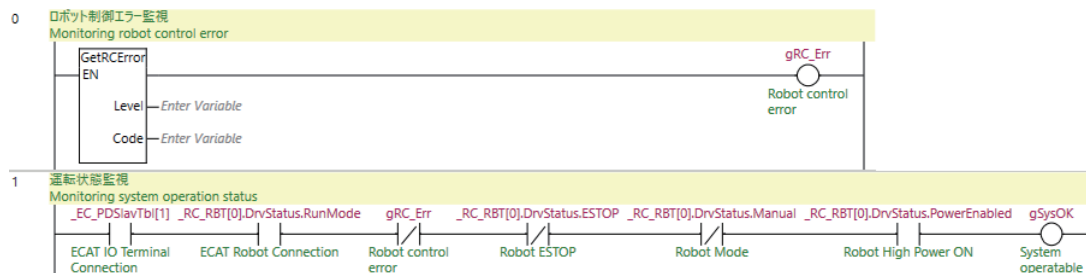 0
ロボット制御エラー監視
Monitoring robot control error
GetRCError
EN
gRC_Err
Robot control
error
Level
Enter Variable
Code
Enter Variable
1
運転状態監視
Monitoring system operation status
_EC_PDSlavTbl[1] _RC_RBT[0].DrvStatus.RunMode gRC_Err _RC_RBT[0].DrvStatus.ESTOP _RC_RBT[0].DrvStatus.Manual _RC_RBT[0].DrvStatus.PowerEnabled gSysOK
ECAT IO Terminal ECAT Robot Connection Robot control Robot ESTOP Robot Mode Robot High Power ON System
Connection error operatable